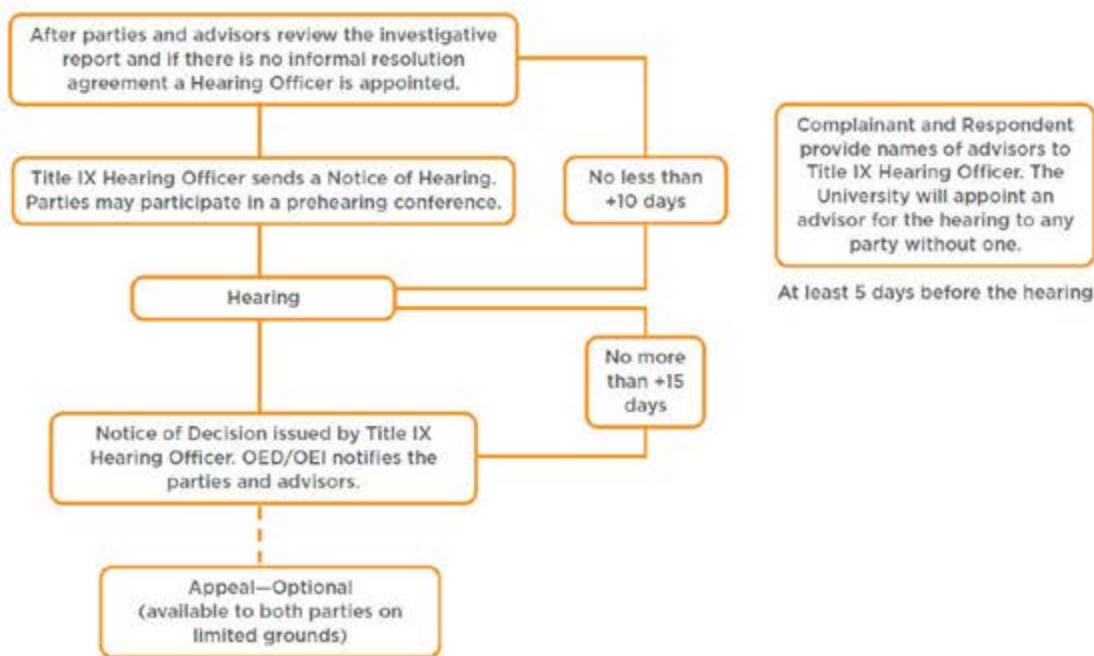 After parties and advisors review the investigative
report and if there is no informal resolution
agreement a Hearing Officer is appointed.
Title IX Hearing Officer sends a Notice of Hearing.
Parties may participate in a prehearing conference.
No less than
+10 days
Complainant and Respondent
provide names of advisors to
Title IX Hearing Officer. The
University will appoint an
advisor for the hearing to any
party without one.
At least 5 days before the hearing
Hearing
No more
than +15
days
Notice of Decision issued by Title IX
Hearing Officer. OED/OEI notifies the
parties and advisors.
Appeal—Optional
(available to both parties on
limited grounds)